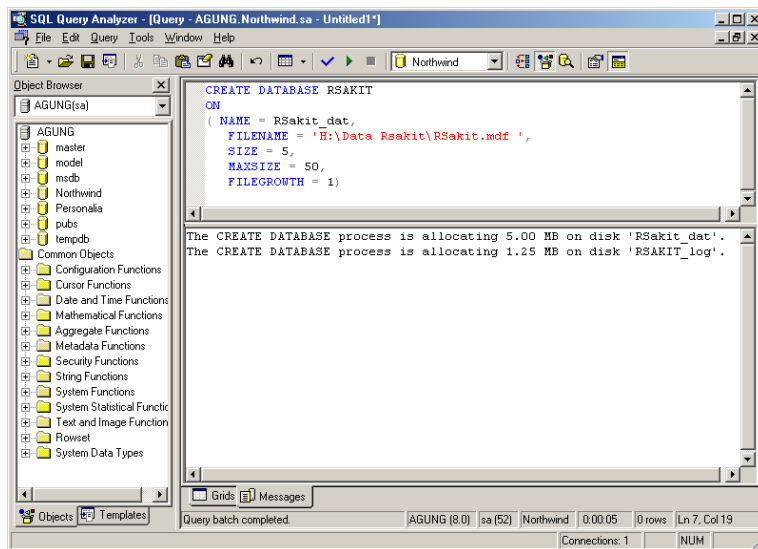 SQL Query Analyzer - [Query - AGUNG.Northwind.sa - Untitled1*]
File Edit Query Tools Window Help
Northwind
Object Browser
AGUNG(sa)
AGUNG
master
model
msdb
Northwind
Personalia
pubs
tempdb
Common Objects
Configuration Functions
Cursor Functions
Date and Time Functions
Mathematical Functions
Aggregate Functions
Metadata Functions
Security Functions
String Functions
System Functions
System Statistical Functic
Text and Image Function
Rowset
System Data Types
Objects Templates
CREATE DATABASE RSAKIT
ON
( NAME = RSakit_dat,
FILENAME = 'H:\Data Rsakit\RSakit.mdf ',
SIZE = 5,
MAXSIZE = 50,
FILEGROWTH = 1)
The CREATE DATABASE process is allocating 5.00 MB on disk 'RSakit_dat'.
The CREATE DATABASE process is allocating 1.25 MB on disk 'RSAKIT_log'.
Grids Messages
Query batch completed. AGUNG (8.0) sa (52) Northwind 0:00:05 0 rows Ln 7, Col 19
Connections: 1 NUM